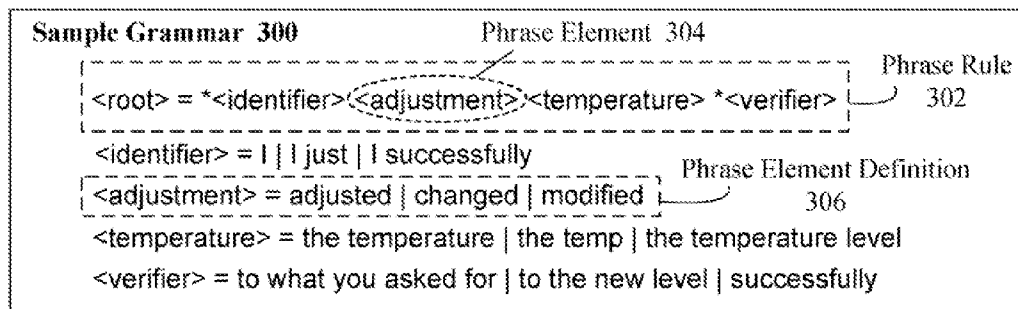 Sample Grammar 300
Phrase Element 304
Phrase Rule
302
<root> = *<identifier> <adjustment> <temperature> *<verifier>
<identifier> = I | I just | I successfully
Phrase Element Definition
306
<adjustment> = adjusted | changed | modified
<temperature> = the temperature | the temp | the temperature level
<verifier> = to what you asked for | to the new level | successfully